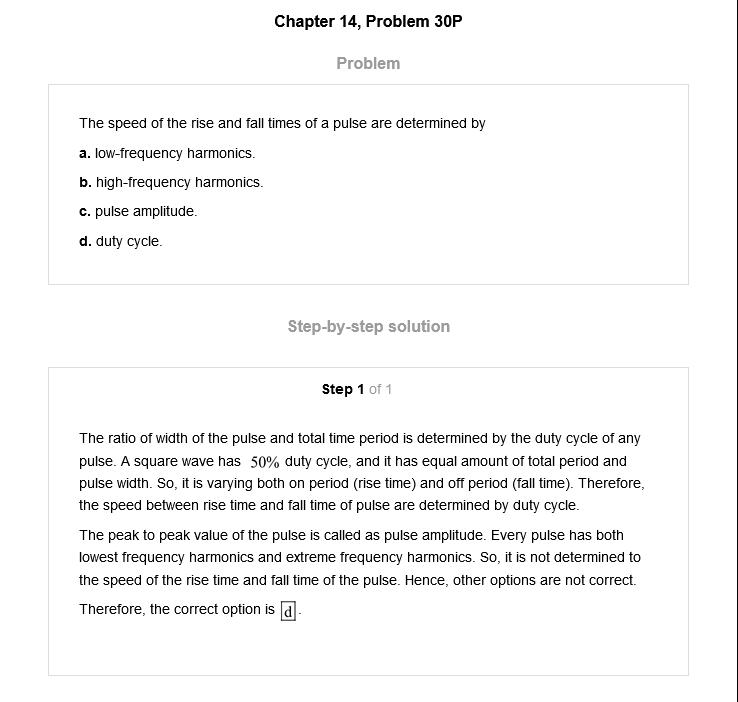 Chapter 14, Problem 30P
Problem
The speed of the rise and fall times of a pulse are determined by
a. low-frequency harmonics.
b. high-frequency harmonics.
c. pulse amplitude.
d. duty cycle.
Step-by-step solution
Step 1 of 1
The ratio of width of the pulse and total time period is determined by the duty cycle of any
pulse. A square wave has 50% duty cycle, and it has equal amount of total period and
pulse width. So, it is varying both on period (rise time) and off period (fall time). Therefore,
the speed between rise time and fall time of pulse are determined by duty cycle.
The peak to peak value of the pulse is called as pulse amplitude. Every pulse has both
lowest frequency harmonics and extreme frequency harmonics. So, it is not determined to
the speed of the rise time and fall time of the pulse. Hence, other options are not correct.
Therefore, the correct option is d.